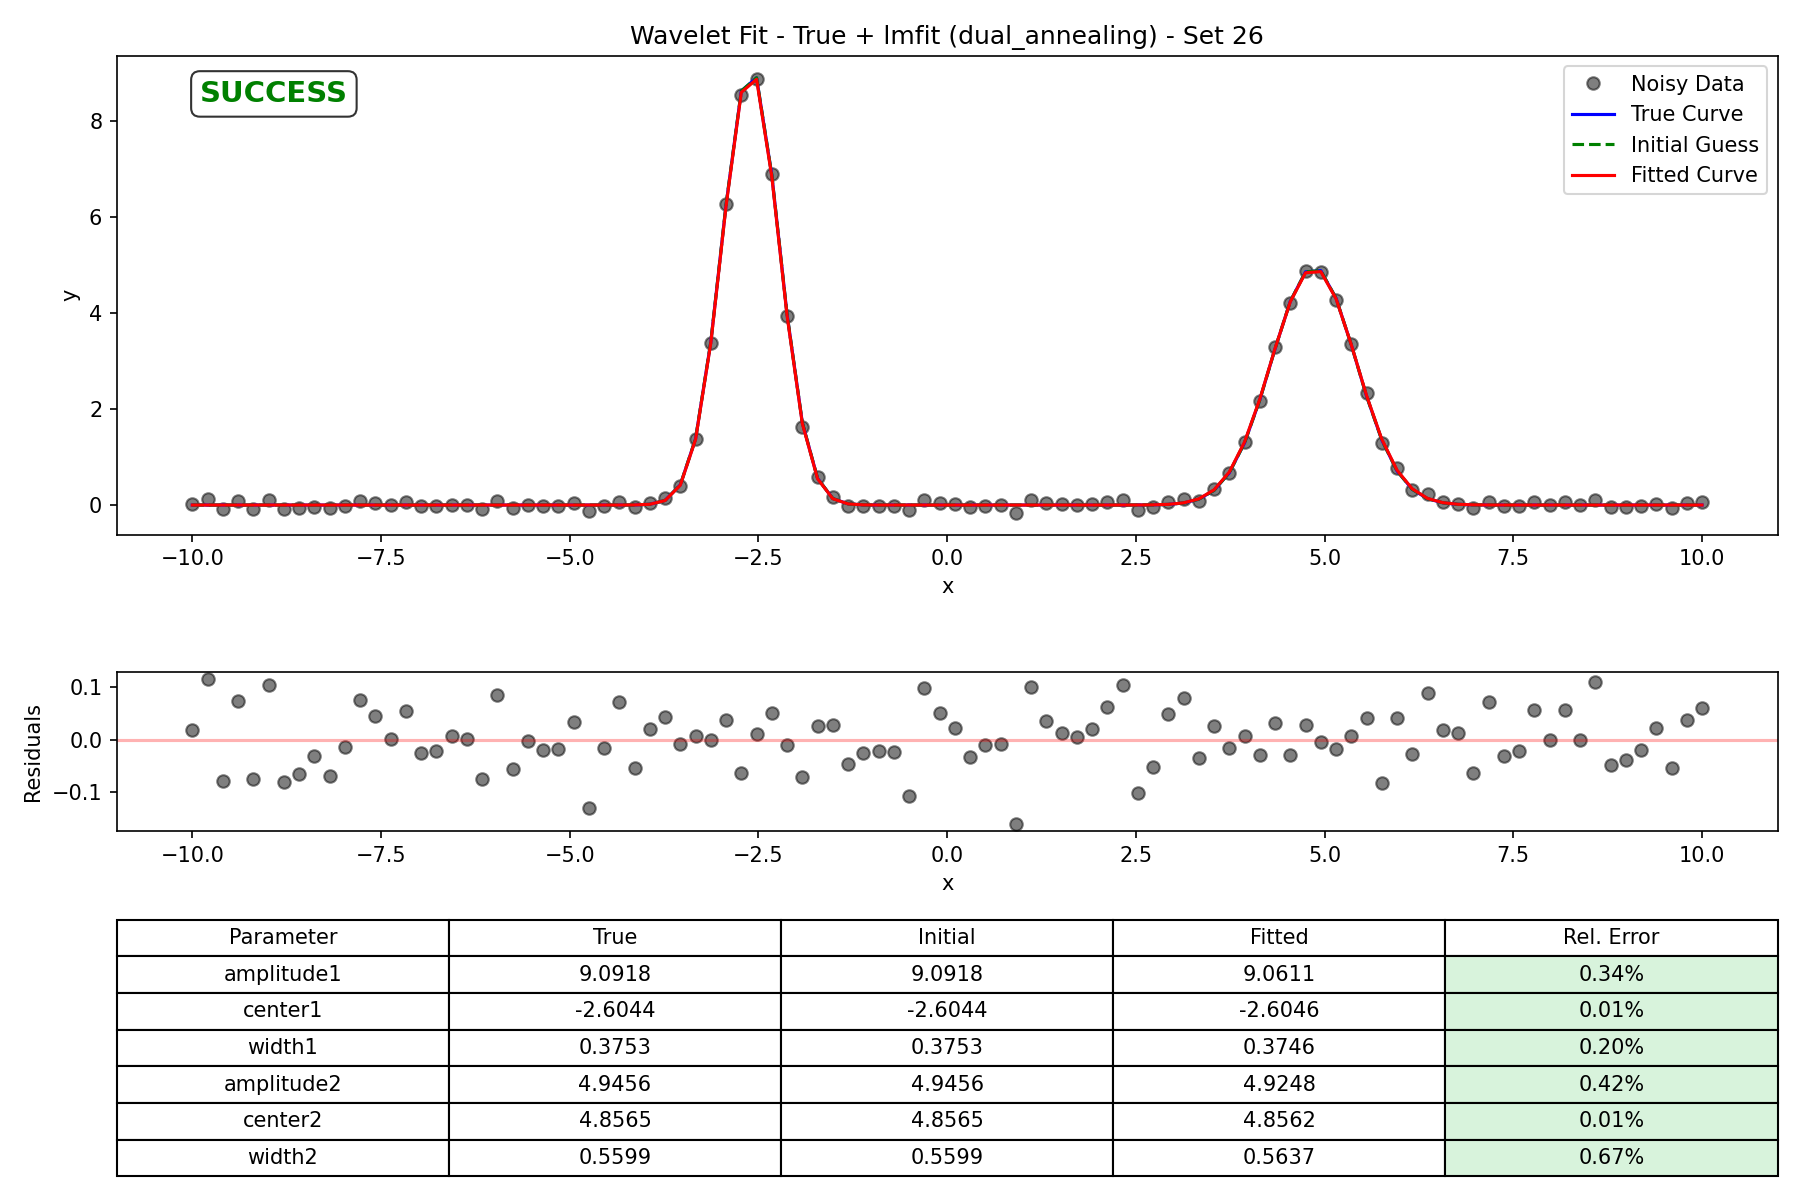 Wavelet Fit - True + lmfit (dual_annealing) - Set 26
SUCCESS
Noisy Data
True Curve
Initial Guess
Fitted Curve
8
6
4
2
0
y
−10.0 −7.5 −5.0 −2.5 0.0 2.5 5.0 7.5 10.0
x
0.1
0.0
−0.1
Residuals
−10.0 −7.5 −5.0 −2.5 0.0 2.5 5.0 7.5 10.0
x
Parameter True Initial Fitted Rel. Error
amplitude1 9.0918 9.0918 9.0611 0.34%
center1 -2.6044 -2.6044 -2.6046 0.01%
width1 0.3753 0.3753 0.3746 0.20%
amplitude2 4.9456 4.9456 4.9248 0.42%
center2 4.8565 4.8565 4.8562 0.01%
width2 0.5599 0.5599 0.5637 0.67%